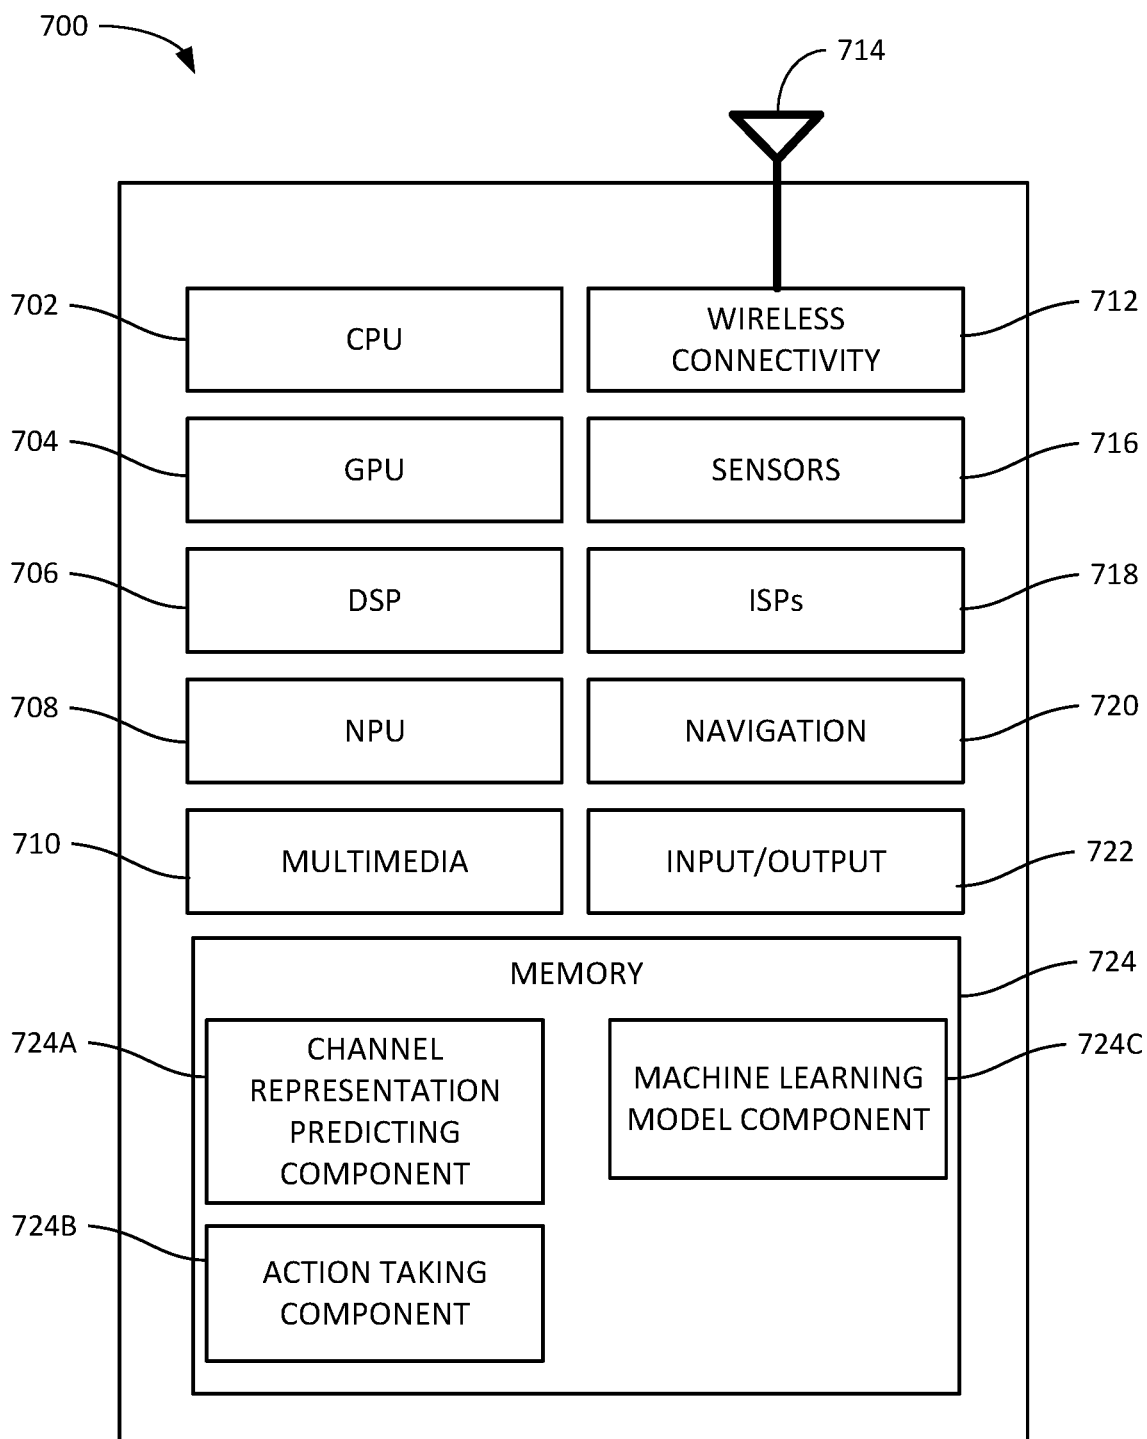 700
714
702
CPU
WIRELESS
CONNECTIVITY
712
704
GPU
SENSORS
716
706
DSP
ISPs
718
708
NPU
NAVIGATION
720
710
MULTIMEDIA
INPUT/OUTPUT
722
MEMORY
724
724A
CHANNEL
REPRESENTATION
PREDICTING
COMPONENT
MACHINE LEARNING
MODEL COMPONENT
724C
724B
ACTION TAKING
COMPONENT